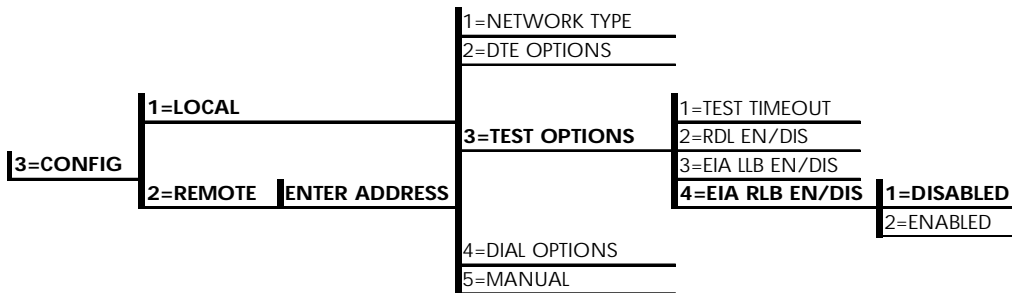 3=CONFIG
1=LOCAL
2=REMOTE
ENTER ADDRESS
1=NETWORK TYPE
2=DTE OPTIONS
3=TEST OPTIONS
4=DIAL OPTIONS
5=MANUAL
1=TEST TIMEOUT
2=RDL EN/DIS
3=EIA LLB EN/DIS
4=EIA RLB EN/DIS
1=DISABLED
2=ENABLED